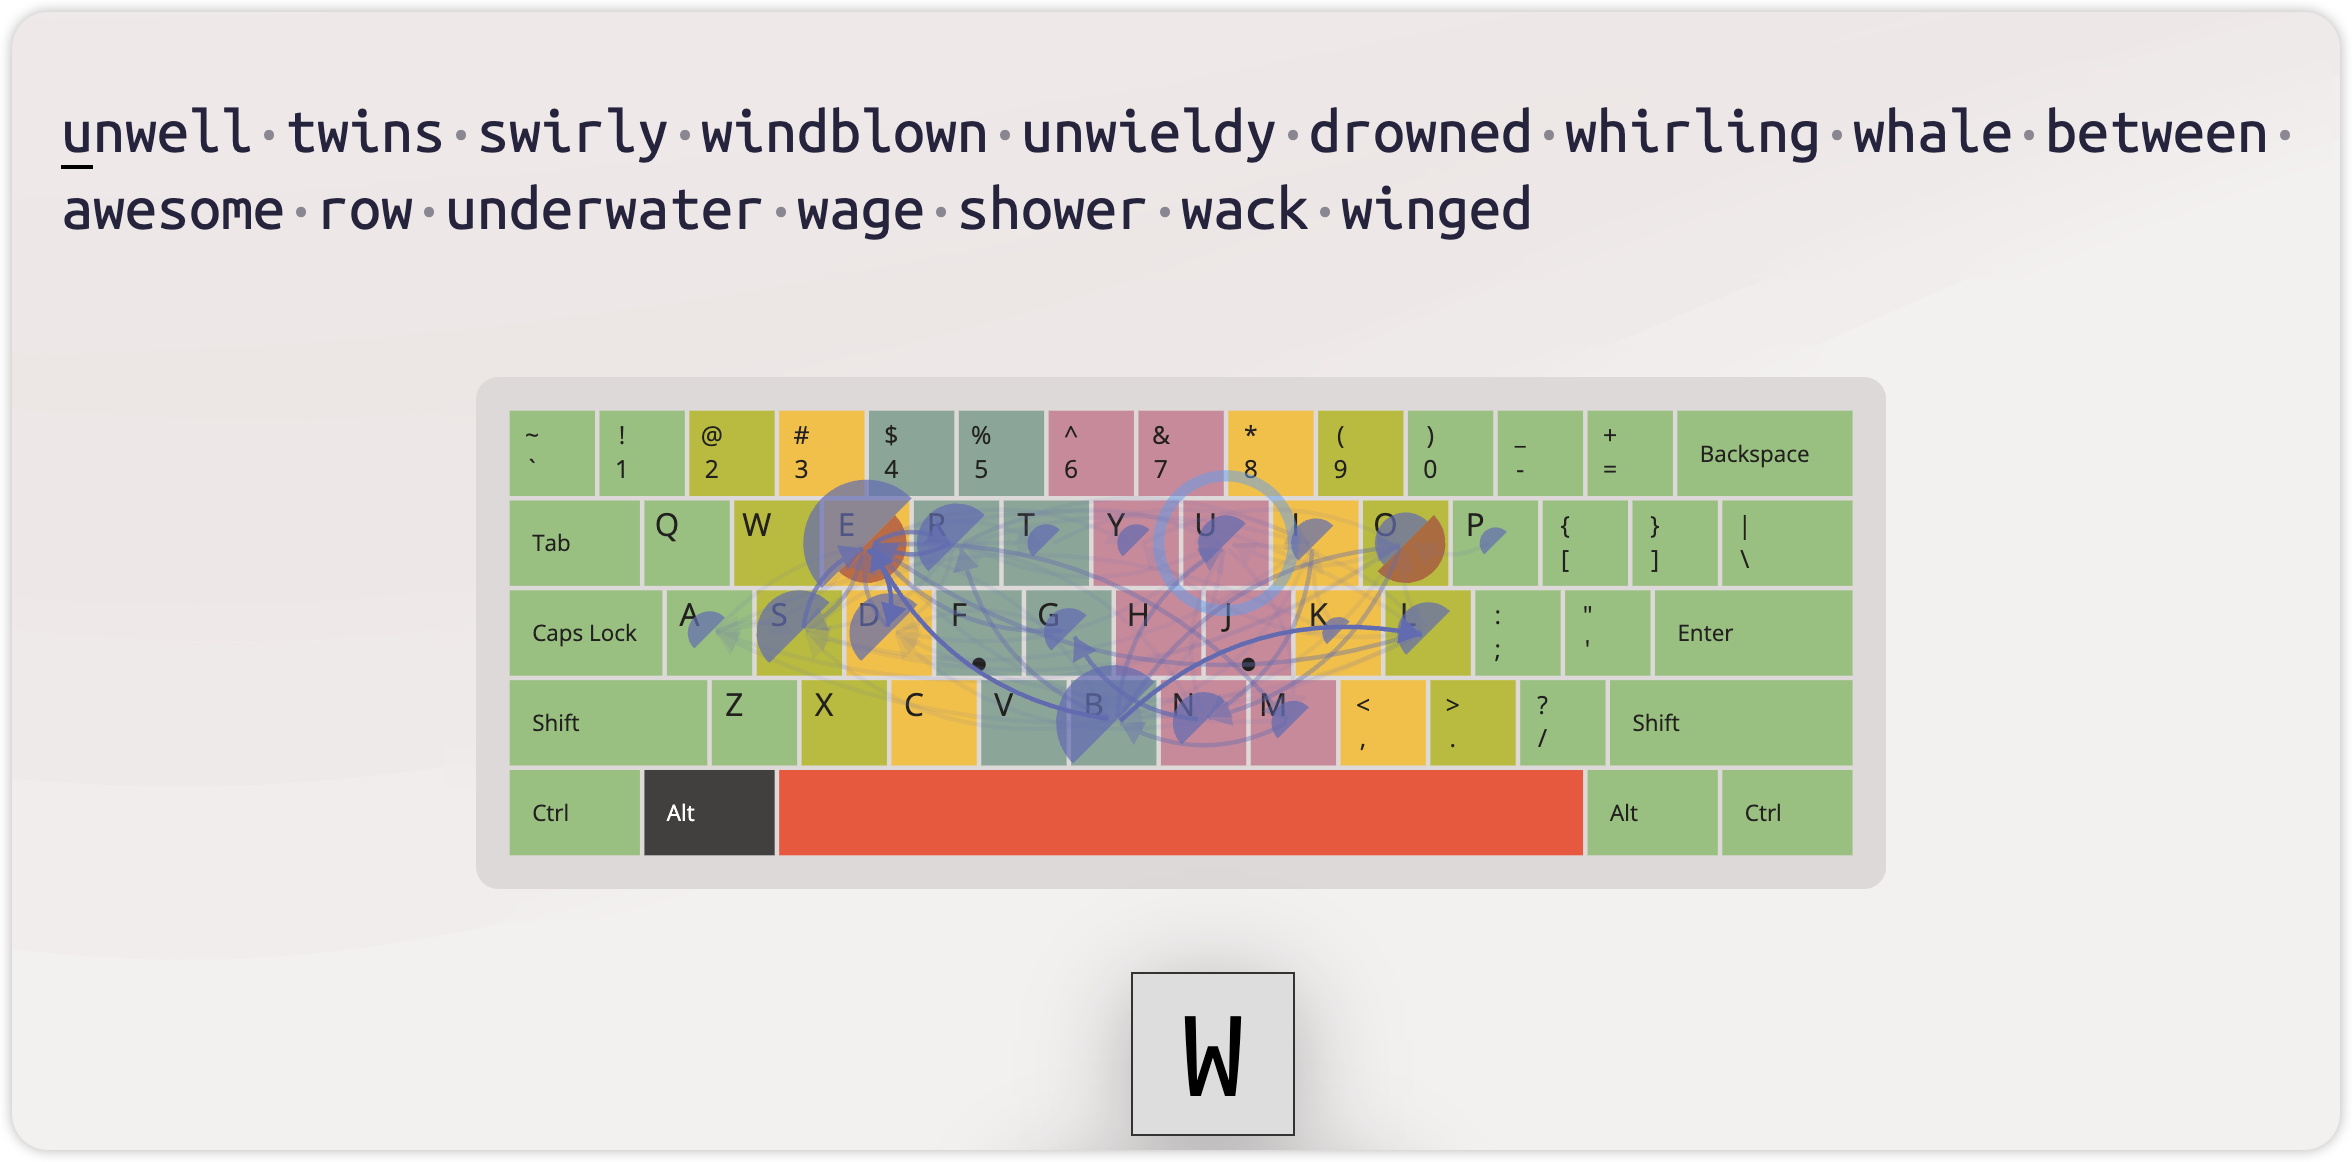 unwell·twins·swirly·windblown·unwieldy·drowned·whirling·whale·between·
awesome·row·underwater·wage·shower·wack·winged
~ ! @ # $ % ^ & * ( ) _ +
` 1 2 3 4 5 6 7 8 9 0 - = Backspace
Tab Q W E R T Y U I O P { } |
[ ] \
Caps Lock A S D F G H J K L : " Enter
; '
Shift Z X C V B N M < > ? Shift
, . /
Ctrl Alt Alt Ctrl
W